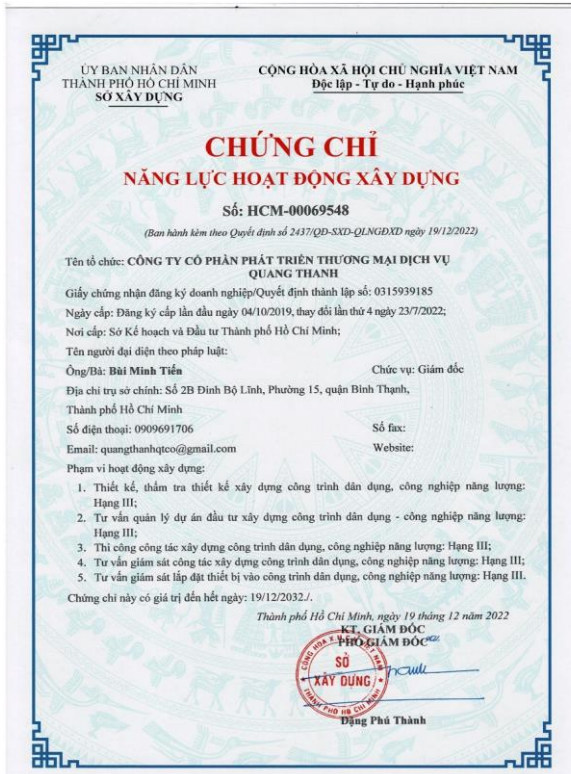 ỦY BAN NHÂN DÂN
THÀNH PHỐ HỒ CHÍ MINH
SỞ XÂY DỰNG
CỘNG HÒA XÃ HỘI CHỦ NGHĨA VIỆT NAM
Độc lập - Tự do - Hạnh phúc
CHỨNG CHỈ
NĂNG LỰC HOẠT ĐỘNG XÂY DỰNG
Số: HCM-00069548
(Ban hành kèm theo Quyết định số 2437/QĐ-SXD-QLNGĐXD ngày 19/12/2022)
Tên tổ chức: CÔNG TY CỔ PHẦN PHÁT TRIỂN THƯƠNG MẠI DỊCH VỤ
QUANG THANH
Giấy chứng nhận đăng ký doanh nghiệp/Quyết định thành lập số: 0315939185
Ngày cấp: Đăng ký cấp lần đầu ngày 04/10/2019, thay đổi lần thứ 4 ngày 23/7/2022;
Nơi cấp: Sở Kế hoạch và Đầu tư Thành phố Hồ Chí Minh;
Tên người đại diện theo pháp luật:
Ông/Bà: Bùi Minh Tiến Chức vụ: Giám đốc
Địa chỉ trụ sở chính: Số 2B Đinh Bộ Lĩnh, Phường 15, quận Bình Thạnh,
Thành phố Hồ Chí Minh
Số điện thoại: 0909691706 Số fax:
Email: quangthanhqtco@gmail.com Website:
Phạm vi hoạt động xây dựng:
1. Thiết kế, thẩm tra thiết kế xây dựng công trình dân dụng, công nghiệp năng lượng:
Hạng III;
2. Tư vấn quản lý dự án đầu tư xây dựng công trình dân dụng - công nghiệp năng lượng:
Hạng III;
3. Thi công công tác xây dựng công trình dân dụng, công nghiệp năng lượng: Hạng III;
4. Tư vấn giám sát công tác xây dựng công trình dân dụng, công nghiệp năng lượng: Hạng III;
5. Tư vấn giám sát lắp đặt thiết bị vào công trình dân dụng, công nghiệp năng lượng: Hạng III.
Chứng chỉ này có giá trị đến hết ngày: 19/12/2032./.
Thành phố Hồ Chí Minh, ngày 19 tháng 12 năm 2022
KT. GIÁM ĐỐC
PHÓ GIÁM ĐỐC
SỞ
XÂY DỰNG
THÀNH PHỐ HỒ CHÍ MINH
Đặng Phú Thành